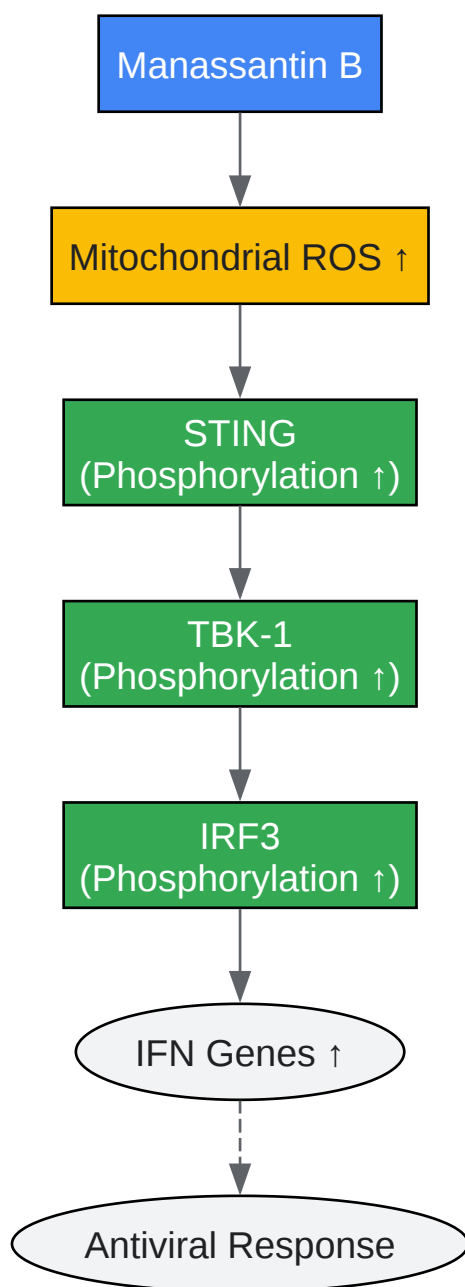 Manassantin B
Mitochondrial ROS ↑
STING
(Phosphorylation ↑)
TBK-1
(Phosphorylation ↑)
IRF3
(Phosphorylation ↑)
IFN Genes ↑
Antiviral Response